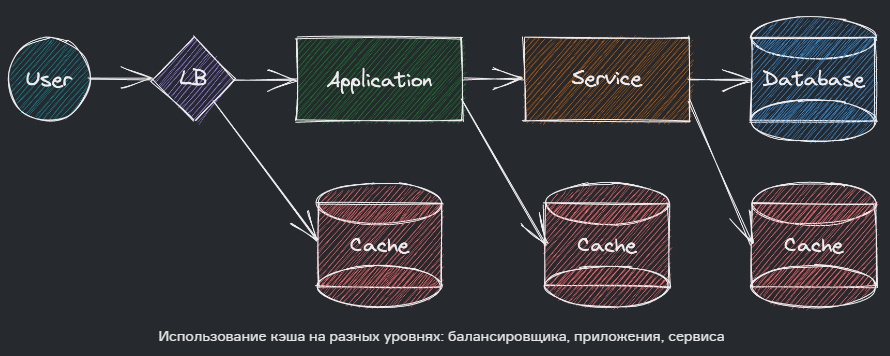 User
LB
Application
Service
Database
Cache
Cache
Cache
Использование кэша на разных уровнях: балансировщика, приложения, сервиса